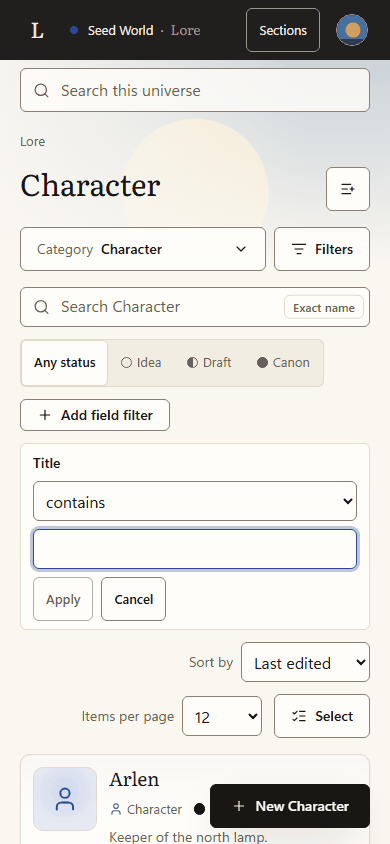 L Seed World · Lore Sections
Search this universe
Lore
Character
Category Character Filters
Search Character Exact name
Any status Idea Draft Canon
Add field filter
Title
contains
Apply Cancel
Sort by Last edited
Items per page 12 Select
Arlen
Character
New Character
Keeper of the north lamp.